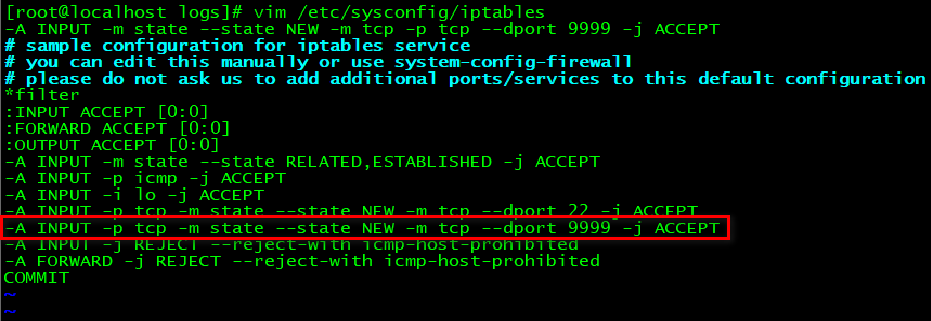 [root@localhost logs]# vim /etc/sysconfig/iptables
-A INPUT -m state --state NEW -m tcp -p tcp --dport 9999 -j ACCEPT
# sample configuration for iptables service
# you can edit this manually or use system-config-firewall
# please do not ask us to add additional ports/services to this default configuration
*filter
:INPUT ACCEPT [0:0]
:FORWARD ACCEPT [0:0]
:OUTPUT ACCEPT [0:0]
-A INPUT -m state --state RELATED,ESTABLISHED -j ACCEPT
-A INPUT -p icmp -j ACCEPT
-A INPUT -i lo -j ACCEPT
-A INPUT -p tcp -m state --state NEW -m tcp --dport 22 -j ACCEPT
-A INPUT -p tcp -m state --state NEW -m tcp --dport 9999 -j ACCEPT
-A INPUT -j REJECT --reject-with icmp-host-prohibited
-A FORWARD -j REJECT --reject-with icmp-host-prohibited
COMMIT
~
~